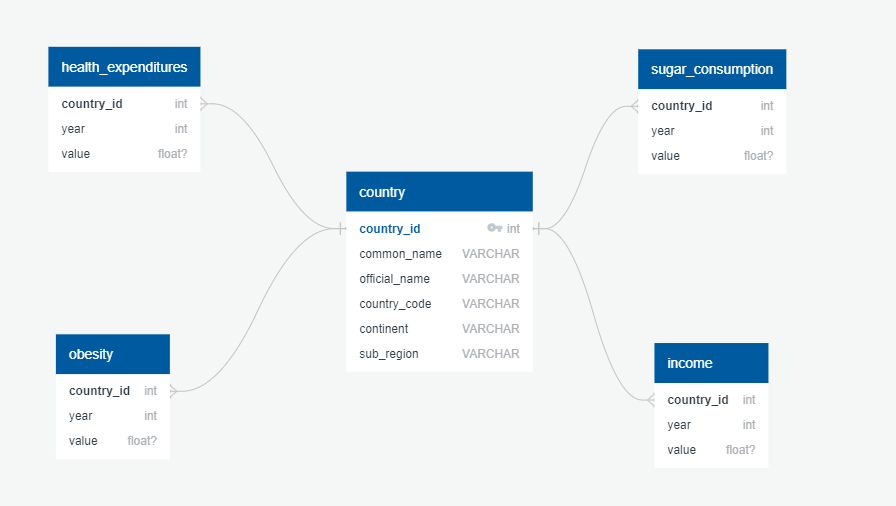 health_expenditures
country_id int
year int
value float?
sugar_consumption
country_id int
year int
value float?
country
country_id int
common_name VARCHAR
official_name VARCHAR
country_code VARCHAR
continent VARCHAR
sub_region VARCHAR
obesity
country_id int
year int
value float?
income
country_id int
year int
value float?